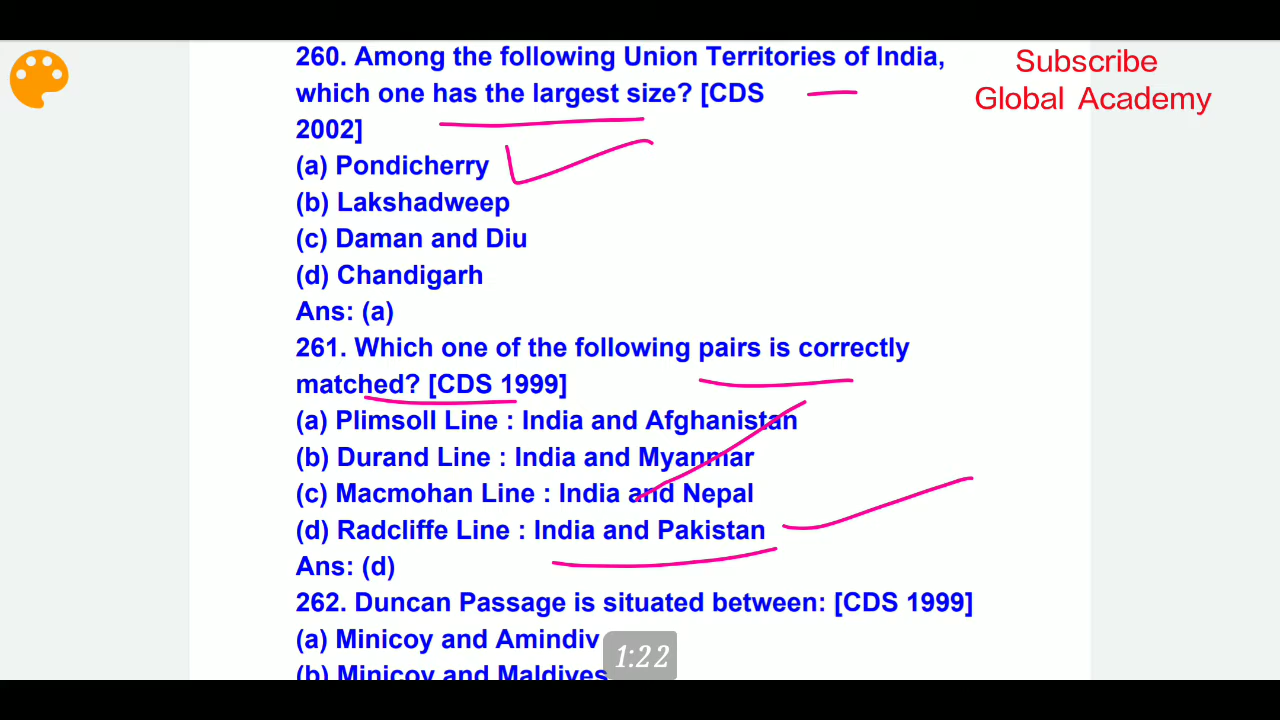 260. Among the following Union Territories of India,
which one has the largest size? [CDS
2002]
(a) Pondicherry
(b) Lakshadweep
(c) Daman and Diu
(d) Chandigarh
Ans: (a)
261. Which one of the following pairs is correctly
matched? [CDS 1999]
(a) Plimsoll Line : India and Afghanistan
(b) Durand Line : India and Myanmar
(c) Macmohan Line : India and Nepal
(d) Radcliffe Line : India and Pakistan
Ans: (d)
262. Duncan Passage is situated between: [CDS 1999]
(a) Minicoy and Amindiv
(b) Minicoy and Maldives
1:22
Subscribe
Global Academy